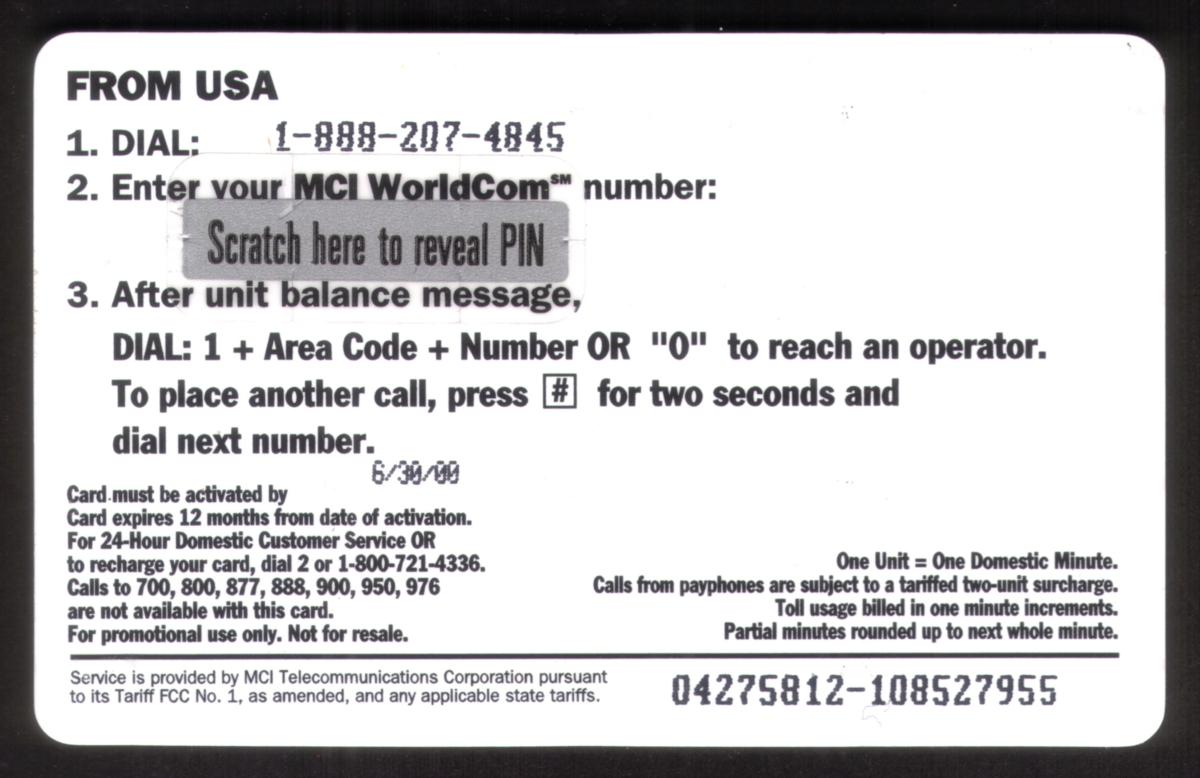 FROM USA
1. DIAL: 1-888-207-4845
2. Enter your MCI WorldCom℠ number:
Scratch here to reveal PIN
3. After unit balance message,
DIAL: 1 + Area Code + Number OR "0" to reach an operator.
To place another call, press # for two seconds and
dial next number.
6/30/00
Card must be activated by
Card expires 12 months from date of activation.
For 24-Hour Domestic Customer Service OR
to recharge your card, dial 2 or 1-800-721-4336.
Calls to 700, 800, 877, 888, 900, 950, 976
are not available with this card.
For promotional use only. Not for resale.
One Unit = One Domestic Minute.
Calls from payphones are subject to a tariffed two-unit surcharge.
Toll usage billed in one minute increments.
Partial minutes rounded up to next whole minute.
Service is provided by MCI Telecommunications Corporation pursuant
to its Tariff FCC No. 1, as amended, and any applicable state tariffs.
04275812-108527955